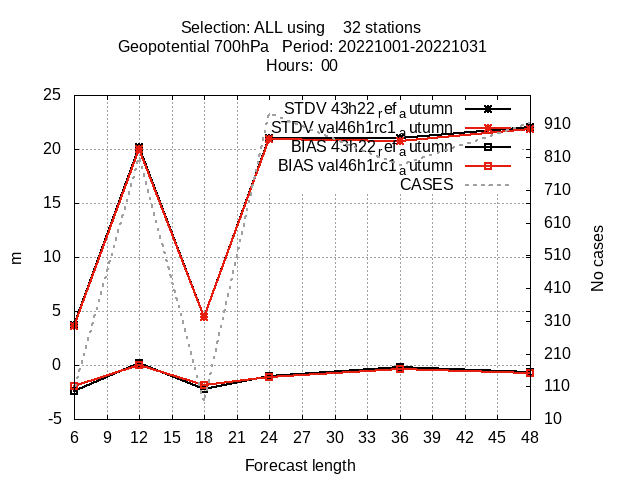 Selection: ALL using 32 stations
Geopotential 700hPa Period: 20221001-20221031
Hours: 00
25
20
15
10
5
0
-5
m
STDV 43h22_ref_autumn
STDV val46h1rc1_autumn
BIAS 43h22_ref_autumn
BIAS val46h1rc1_autumn
CASES
910
810
710
610
510
410
310
210
110
10
No cases
6 9 12 15 18 21 24 27 30 33 36 39 42 45 48
Forecast length